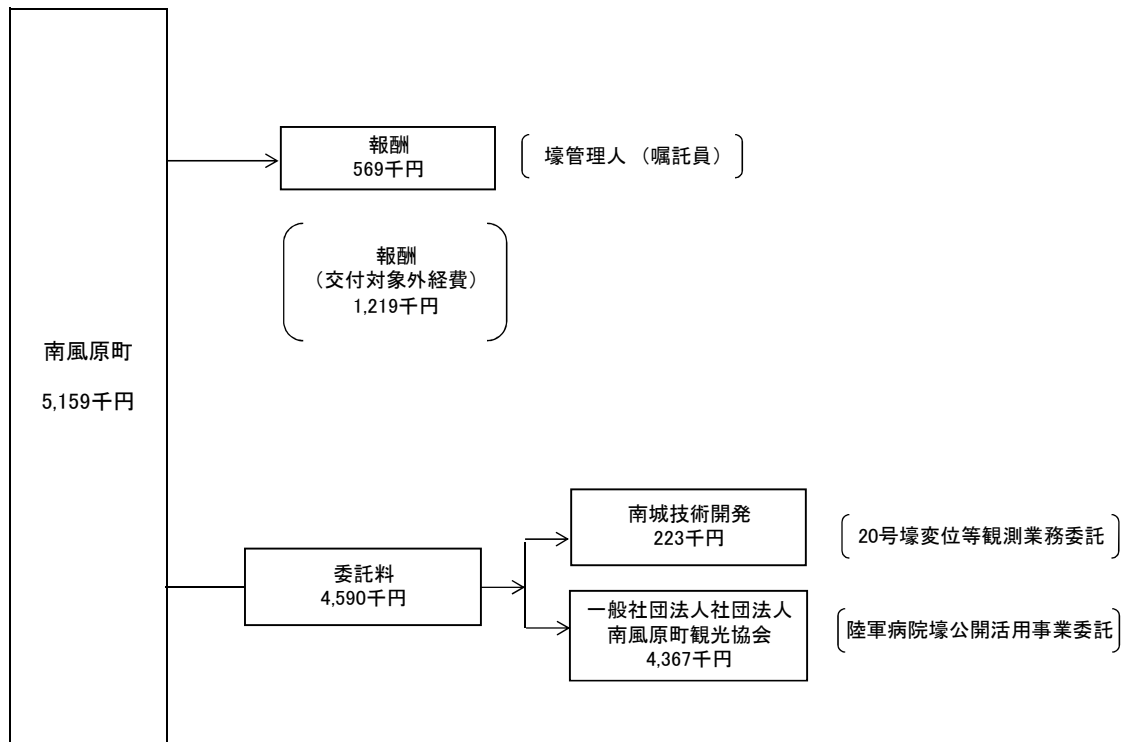 南風原町
5,159千円
報酬
569千円
壕管理人 （嘱託員）
報酬
（交付対象外経費）
1,219千円
委託料
4,590千円
南城技術開発
223千円
20号壕変位等観測業務委託
一般社団法人社団法人
南風原町観光協会
4,367千円
陸軍病院壕公開活用事業委託